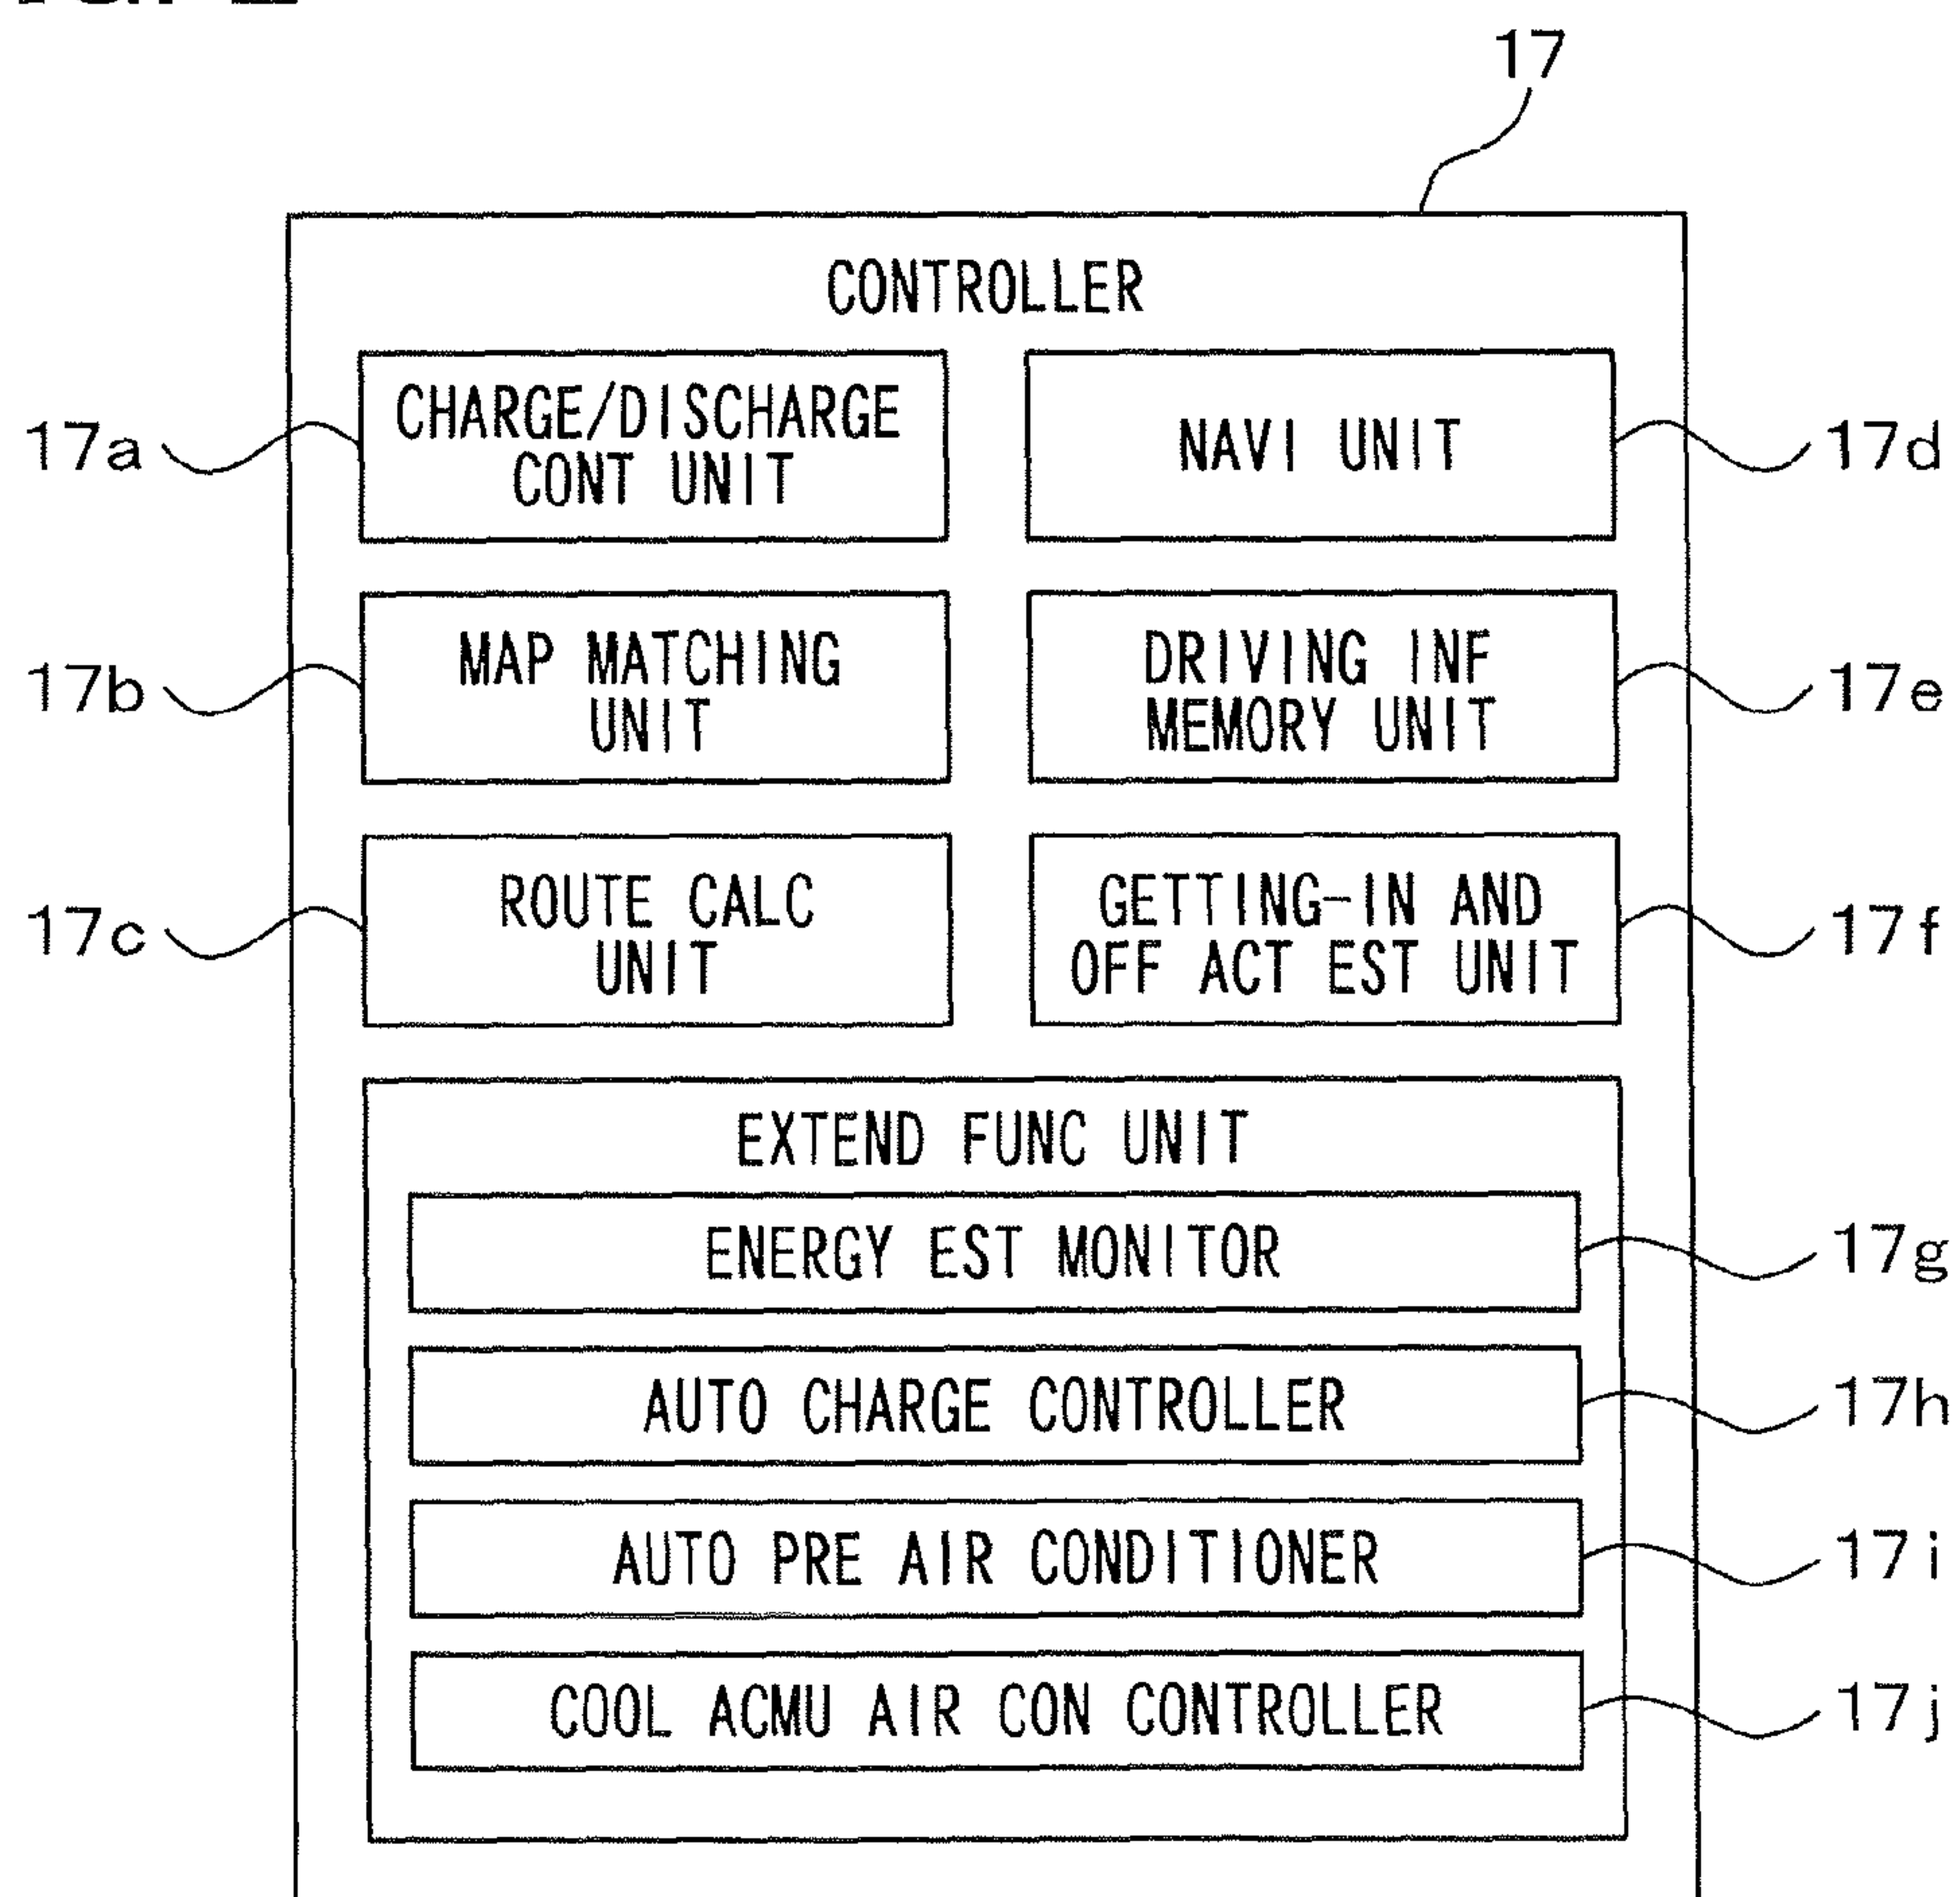 17
CONTROLLER
17a
CHARGE/DISCHARGE
CONT UNIT
NAVI UNIT
17d
17b
MAP MATCHING
UNIT
DRIVING INF
MEMORY UNIT
17e
17c
ROUTE CALC
UNIT
GETTING-IN AND
OFF ACT EST UNIT
17f
EXTEND FUNC UNIT
ENERGY EST MONITOR
17g
AUTO CHARGE CONTROLLER
17h
AUTO PRE AIR CONDITIONER
17i
COOL ACMU AIR CON CONTROLLER
17j